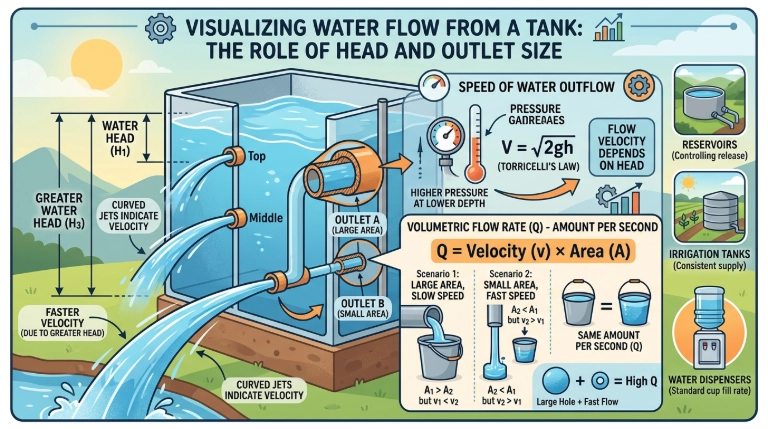 VISUALIZING WATER FLOW FROM A TANK:
THE ROLE OF HEAD AND OUTLET SIZE
WATER
HEAD
(H₁)
GREATER
WATER
HEAD (H₃)
CURVED
JETS INDICATE
VELOCITY
FASTER
VELOCITY
(DUE TO GREATER HEAD)
Top
Middle
OUTLET A
(LARGE AREA)
OUTLET B
(SMALL AREA)
CURVED JETS
INDICATE VELOCITY
SPEED OF WATER OUTFLOW
PRESSURE
V = √2gh
(TORRICELLI'S LAW)
HIGHER PRESSURE
AT LOWER DEPTH
FLOW
VELOCITY
DEPENDS
ON HEAD
VOLUMETRIC FLOW RATE (Q) - AMOUNT PER SECOND
Q = Velocity (v) × Area (A)
Scenario 1:
LARGE AREA,
SLOW SPEED
A₁ > A₂
but v₁ < v₂
Scenario 2:
SMALL AREA,
FAST SPEED
A₂ < A₁
but v₂ > v₁
A₂ < A₁
but v₂ > v₁
=
SAME AMOUNT
PER SECOND (Q)
+ = High Q
Large Hole + Fast Flow
RESERVOIRS
(Controlling release)
IRRIGATION TANKS
(Consistent supply)
WATER DISPENSERS
(Standard cup fill rate)